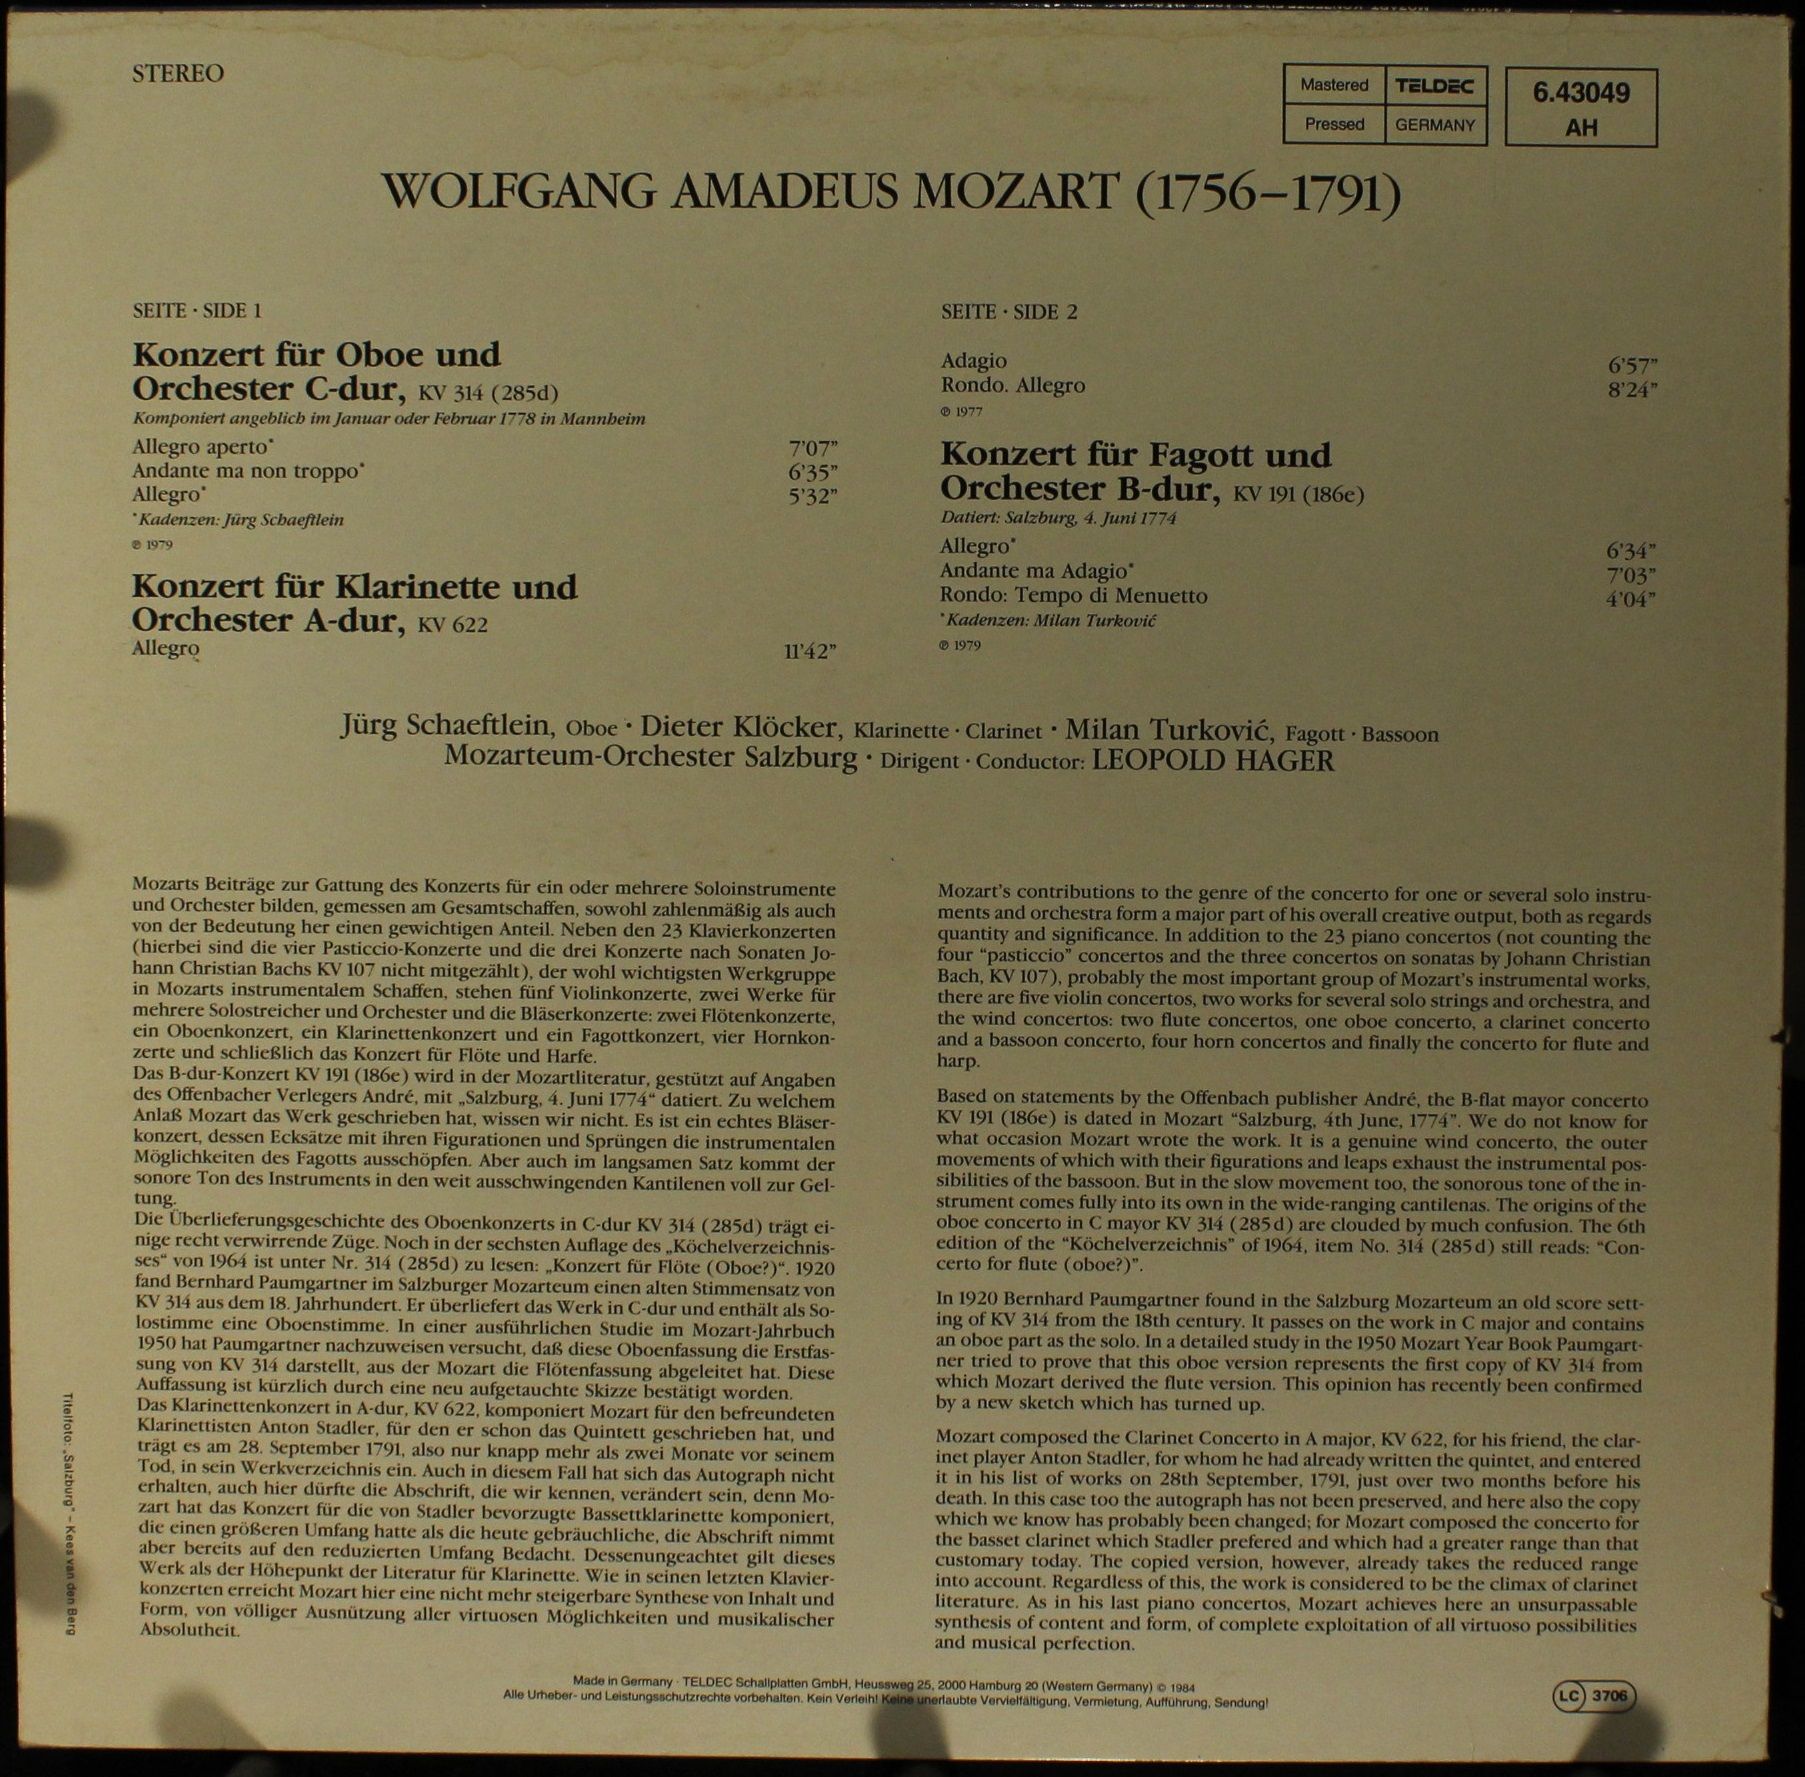 STEREO
Mastered TELDEC
Pressed GERMANY
6.43049
AH
WOLFGANG AMADEUS MOZART (1756–1791)
SEITE · SIDE 1
Konzert für Oboe und
Orchester C-dur, KV 314 (285d)
Komponiert angeblich im Januar oder Februar 1778 in Mannheim
Allegro aperto* 7'07"
Andante ma non troppo* 6'35"
Allegro* 5'32"
*Kadenzen: Jürg Schaeftlein
℗ 1979
Konzert für Klarinette und
Orchester A-dur, KV 622
Allegro 11'42"
SEITE · SIDE 2
Adagio 6'57"
Rondo. Allegro 8'24"
℗ 1977
Konzert für Fagott und
Orchester B-dur, KV 191 (186e)
Datiert: Salzburg, 4. Juni 1774
Allegro* 6'34"
Andante ma Adagio* 7'03"
Rondo: Tempo di Menuetto 4'04"
*Kadenzen: Milan Turković
℗ 1979
Jürg Schaeftlein, Oboe · Dieter Klöcker, Klarinette · Clarinet · Milan Turković, Fagott · Bassoon
Mozarteum-Orchester Salzburg · Dirigent · Conductor: LEOPOLD HAGER
Mozarts Beiträge zur Gattung des Konzerts für ein oder mehrere Soloinstrumente
und Orchester bilden, gemessen am Gesamtschaffen, sowohl zahlenmäßig als auch
von der Bedeutung her einen gewichtigen Anteil. Neben den 23 Klavierkonzerten
(hierbei sind die vier Pasticcio-Konzerte und die drei Konzerte nach Sonaten Jo-
hann Christian Bachs KV 107 nicht mitgezählt), der wohl wichtigsten Werkgruppe
in Mozarts instrumentalem Schaffen, stehen fünf Violinkonzerte, zwei Werke für
mehrere Solostreicher und Orchester und die Bläserkonzerte: zwei Flötenkonzerte,
ein Oboenkonzert, ein Klarinettenkonzert und ein Fagottkonzert, vier Hornkon-
zerte und schließlich das Konzert für Flöte und Harfe.
Das B-dur-Konzert KV 191 (186e) wird in der Mozartliteratur, gestützt auf Angaben
des Offenbacher Verlegers André, mit „Salzburg, 4. Juni 1774“ datiert. Zu welchem
Anlaß Mozart das Werk geschrieben hat, wissen wir nicht. Es ist ein echtes Bläser-
konzert, dessen Ecksätze mit ihren Figurationen und Sprüngen die instrumentalen
Möglichkeiten des Fagotts ausschöpfen. Aber auch im langsamen Satz kommt der
sonore Ton des Instruments in den weit ausschwingenden Kantilenen voll zur Gel-
tung.
Die Überlieferungsgeschichte des Oboenkonzerts in C-dur KV 314 (285d) trägt ei-
nige recht verwirrende Züge. Noch in der sechsten Auflage des „Köchelverzeichnis-
ses“ von 1964 ist unter Nr. 314 (285d) zu lesen: „Konzert für Flöte (Oboe?)“. 1920
fand Bernhard Paumgartner im Salzburger Mozarteum einen alten Stimmensatz von
KV 314 aus dem 18. Jahrhundert. Er überliefert das Werk in C-dur und enthält als So-
lostimme eine Oboenstimme. In einer ausführlichen Studie im Mozart-Jahrbuch
1950 hat Paumgartner nachzuweisen versucht, daß diese Oboenfassung die Erstfas-
sung von KV 314 darstellt, aus der Mozart die Flötenfassung abgeleitet hat. Diese
Auffassung ist kürzlich durch eine neu aufgetauchte Skizze bestätigt worden.
Das Klarinettenkonzert in A-dur, KV 622, komponiert Mozart für den befreundeten
Klarinettisten Anton Stadler, für den er schon das Quintett geschrieben hat, und
trägt es am 28. September 1791, also nur knapp mehr als zwei Monate vor seinem
Tod, in sein Werkverzeichnis ein. Auch in diesem Fall hat sich das Autograph nicht
erhalten, auch hier dürfte die Abschrift, die wir kennen, verändert sein, denn Mo-
zart hat das Konzert für die von Stadler bevorzugte Bassettklarinette komponiert,
die einen größeren Umfang hatte als die heute gebräuchliche, die Abschrift nimmt
aber bereits auf den reduzierten Umfang Bedacht. Dessenungeachtet gilt dieses
Werk als der Höhepunkt der Literatur für Klarinette. Wie in seinen letzten Klavier-
konzerten erreicht Mozart hier eine nicht mehr steigerbare Synthese von Inhalt und
Form, von völliger Ausnützung aller virtuosen Möglichkeiten und musikalischer
Absolutheit.
Mozart's contributions to the genre of the concerto for one or several solo instru-
ments and orchestra form a major part of his overall creative output, both as regards
quantity and significance. In addition to the 23 piano concertos (not counting the
four “pasticcio” concertos and the three concertos on sonatas by Johann Christian
Bach, KV 107), probably the most important group of Mozart's instrumental works,
there are five violin concertos, two works for several solo strings and orchestra, and
the wind concertos: two flute concertos, one oboe concerto, a clarinet concerto
and a bassoon concerto, four horn concertos and finally the concerto for flute and
harp.
Based on statements by the Offenbach publisher André, the B-flat mayor concerto
KV 191 (186e) is dated in Mozart “Salzburg, 4th June, 1774”. We do not know for
what occasion Mozart wrote the work. It is a genuine wind concerto, the outer
movements of which with their figurations and leaps exhaust the instrumental pos-
sibilities of the bassoon. But in the slow movement too, the sonorous tone of the in-
strument comes fully into its own in the wide-ranging cantilenas. The origins of the
oboe concerto in C mayor KV 314 (285d) are clouded by much confusion. The 6th
edition of the “Köchelverzeichnis” of 1964, item No. 314 (285d) still reads: “Con-
certo for flute (oboe?)”.
In 1920 Bernhard Paumgartner found in the Salzburg Mozarteum an old score sett-
ing of KV 314 from the 18th century. It passes on the work in C major and contains
an oboe part as the solo. In a detailed study in the 1950 Mozart Year Book Paumgart-
ner tried to prove that this oboe version represents the first copy of KV 314 from
which Mozart derived the flute version. This opinion has recently been confirmed
by a new sketch which has turned up.
Mozart composed the Clarinet Concerto in A major, KV 622, for his friend, the clar-
inet player Anton Stadler, for whom he had already written the quintet, and entered
it in his list of works on 28th September, 1791, just over two months before his
death. In this case too the autograph has not been preserved, and here also the copy
which we know has probably been changed; for Mozart composed the concerto for
the basset clarinet which Stadler prefered and which had a greater range than that
customary today. The copied version, however, already takes the reduced range
into account. Regardless of this, the work is considered to be the climax of clarinet
literature. As in his last piano concertos, Mozart achieves here an unsurpassable
synthesis of content and form, of complete exploitation of all virtuoso possibilities
and musical perfection.
Titelfoto: „Salzburg“ – Kees van den Berg
Made in Germany · TELDEC Schallplatten GmbH, Heussweg 25, 2000 Hamburg 20 (Western Germany) © 1984
Alle Urheber- und Leistungsschutzrechte vorbehalten. Kein Verleih! Keine unerlaubte Vervielfältigung, Vermietung, Aufführung, Sendung!
LC 3706